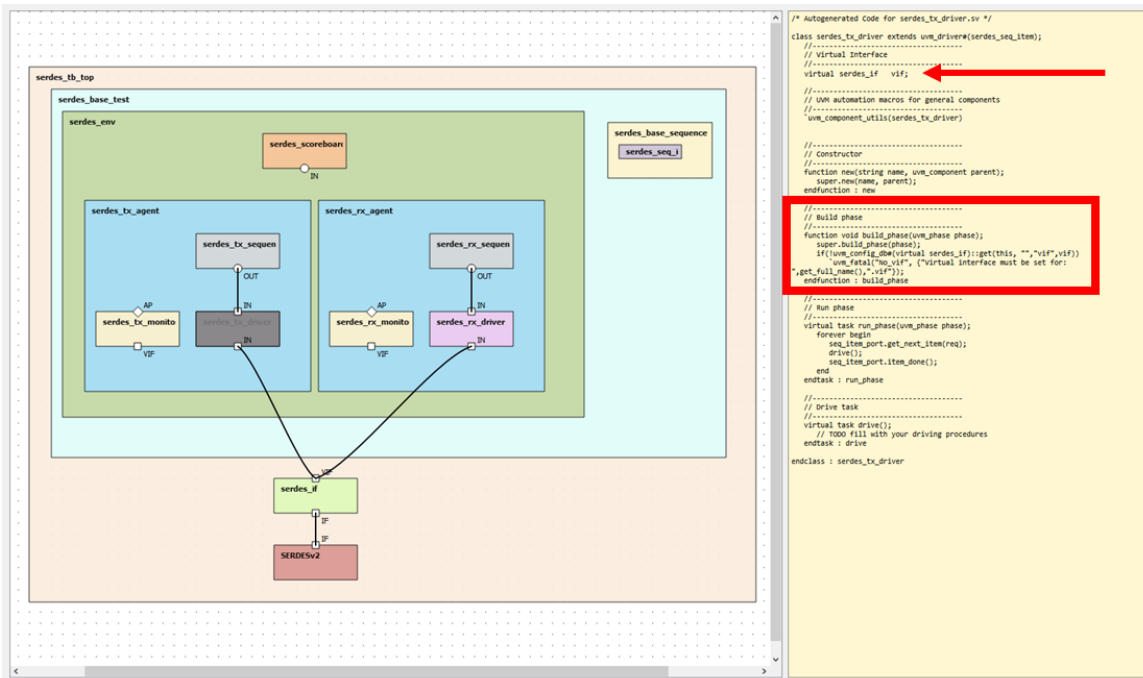 serdes_tb_top
serdes_base_test
serdes_env
serdes_scoreboar
IN
serdes_base_sequence
serdes_seq_i
serdes_tx_agent
serdes_tx_sequen
OUT
AP
IN
serdes_tx_monito
serdes_tx_driver
VIF
IN
serdes_rx_agent
serdes_rx_sequen
OUT
AP
IN
serdes_rx_monito
serdes_rx_driver
VIF
IN
VIF
serdes_if
IF
IF
SERDESv2
/* Autogenerated Code for serdes_tx_driver.sv */
class serdes_tx_driver extends uvm_driver#(serdes_seq_item);
//------------------------------------
// Virtual Interface
//------------------------------------
virtual serdes_if   vif;
//------------------------------------
// UVM automation macros for general components
//------------------------------------
`uvm_component_utils(serdes_tx_driver)
//------------------------------------
// Constructor
//------------------------------------
function new(string name, uvm_component parent);
super.new(name, parent);
endfunction : new
//------------------------------------
// Build phase
//------------------------------------
function void build_phase(uvm_phase phase);
super.build_phase(phase);
if(!uvm_config_db#(virtual serdes_if)::get(this, "","vif",vif))
`uvm_fatal("No_vif", {"Virtual interface must be set for:
",get_full_name(),".vif"});
endfunction : build_phase
//------------------------------------
// Run phase
//------------------------------------
virtual task run_phase(uvm_phase phase);
forever begin
seq_item_port.get_next_item(req);
drive();
seq_item_port.item_done();
end
endtask : run_phase
//------------------------------------
// Drive task
//------------------------------------
virtual task drive();
// TODO fill with your driving procedures
endtask : drive
endclass : serdes_tx_driver